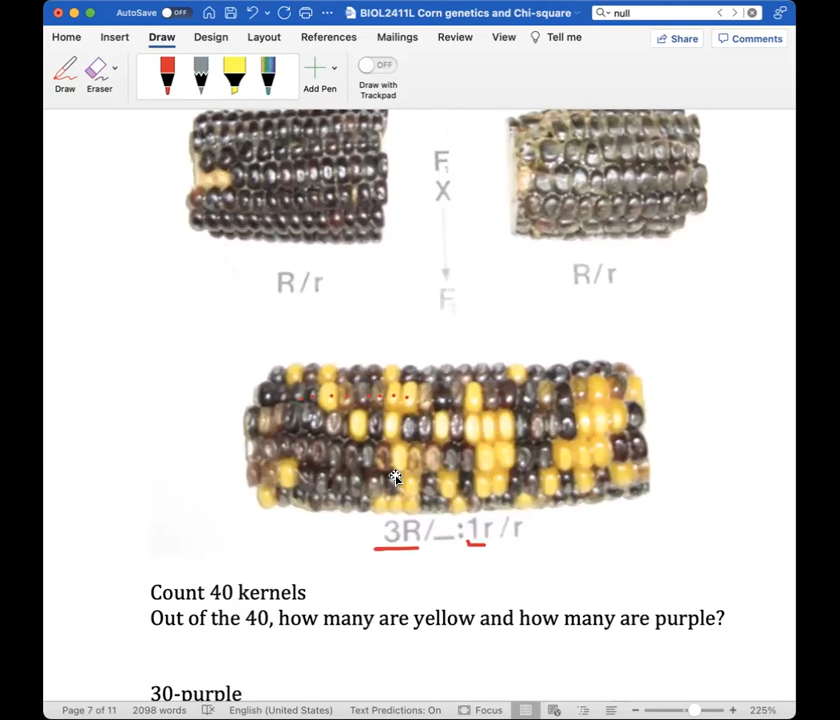 AutoSave OFF BIOL2411L Corn genetics and Chi-square null
Home Insert Draw Design Layout References Mailings Review View Tell me Share Comments
Draw Eraser Add Pen OFF Draw with Trackpad
F1
X
R/r R/r
F
3R/_:1r/r
Count 40 kernels
Out of the 40, how many are yellow and how many are purple?
30-purple
Page 7 of 11 2098 words English (United States) Text Predictions: On Focus 225%